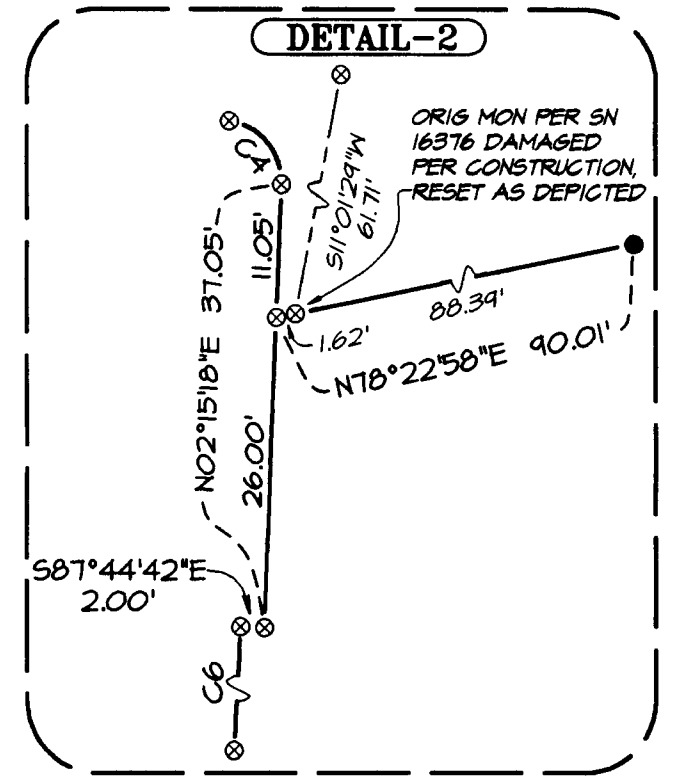 DETAIL-2
ORIG MON PER SN
16376 DAMAGED
PER CONSTRUCTION,
RESET AS DEPICTED
C4
S11°01'29"W
61.71'
11.05'
N02°15'18"E 37.05'
88.39'
1.62'
N78°22'58"E 90.01'
26.00'
S87°44'42"E
2.00'
C6